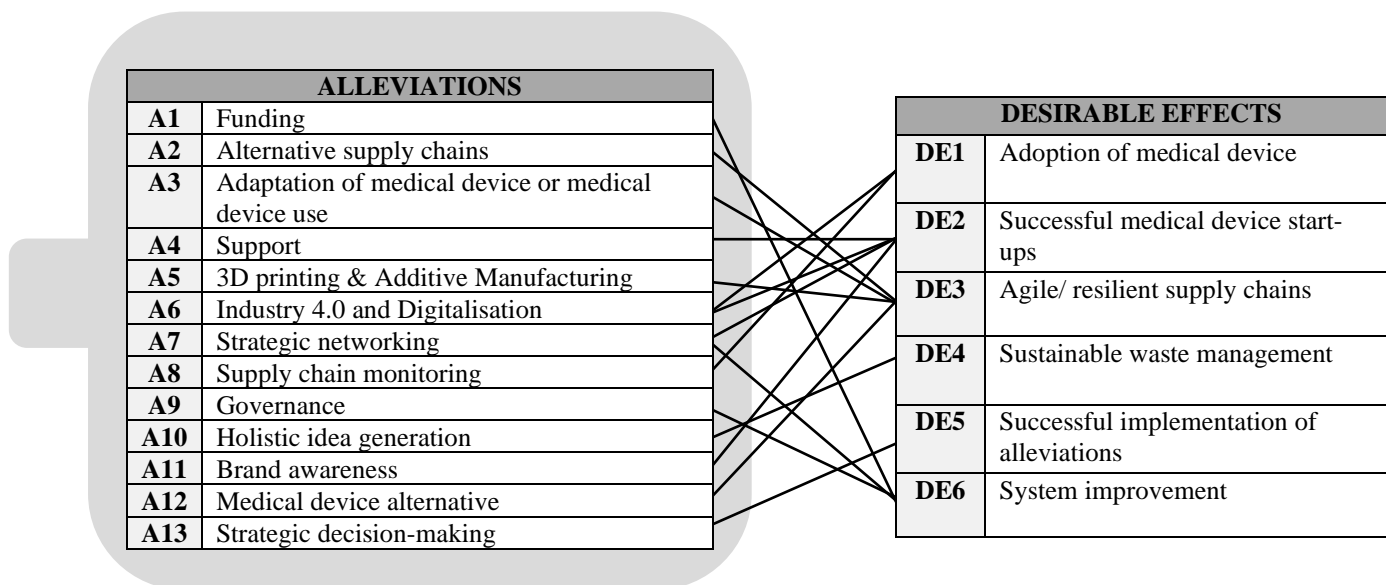 ALLEVIATIONS
A1 Funding
A2 Alternative supply chains
A3 Adaptation of medical device or medical
device use
A4 Support
A5 3D printing & Additive Manufacturing
A6 Industry 4.0 and Digitalisation
A7 Strategic networking
A8 Supply chain monitoring
A9 Governance
A10 Holistic idea generation
A11 Brand awareness
A12 Medical device alternative
A13 Strategic decision-making
DESIRABLE EFFECTS
DE1 Adoption of medical device
DE2 Successful medical device start-
ups
DE3 Agile/ resilient supply chains
DE4 Sustainable waste management
DE5 Successful implementation of
alleviations
DE6 System improvement